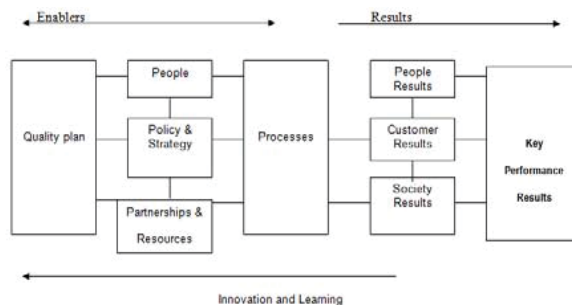 Enablers
Results
Quality plan
People
Policy &
Strategy
Partnerships &
Resources
Processes
People
Results
Customer
Results
Society
Results
Key
Performance
Results
Innovation and Learning